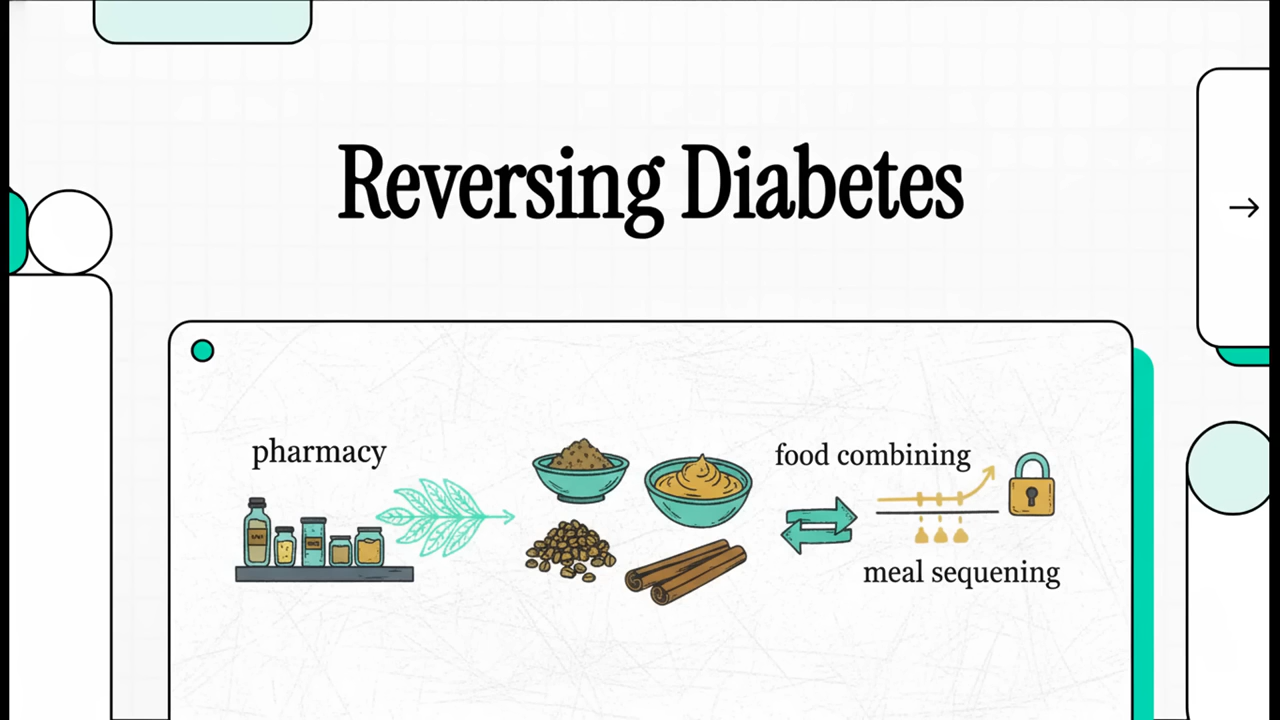 Reversing Diabetes
pharmacy
food combining
meal sequening